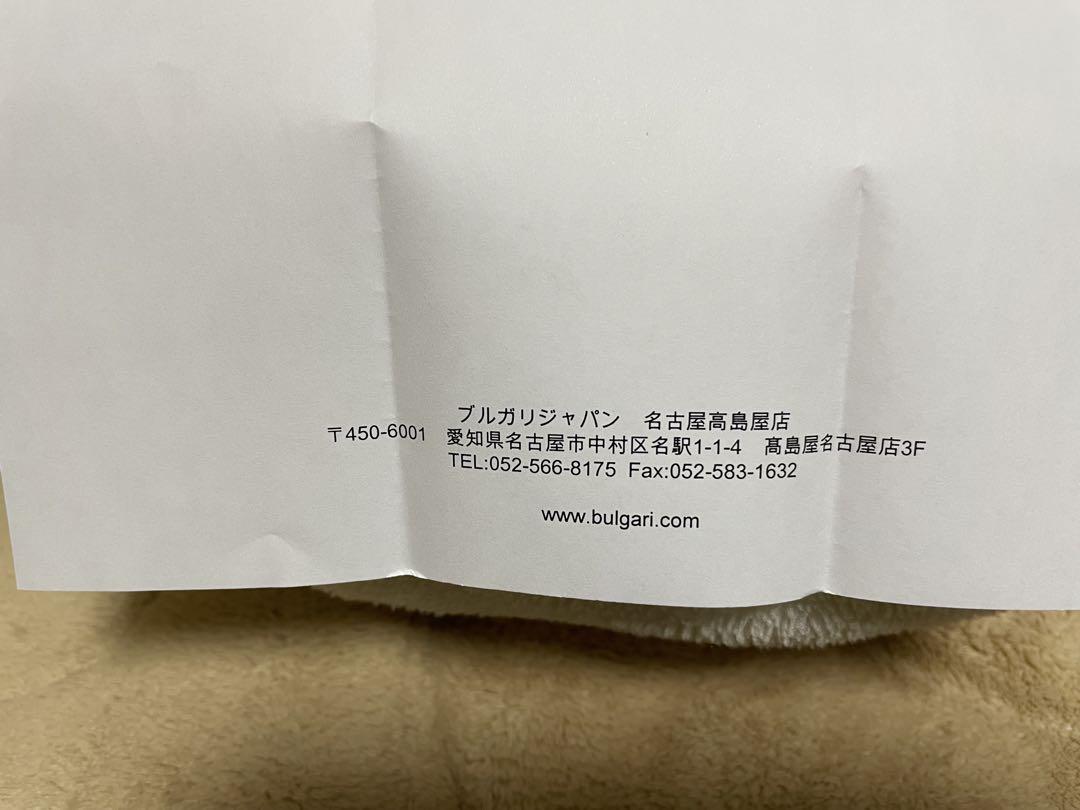 ブルガリジャパン　名古屋高島屋店
〒450-6001　愛知県名古屋市中村区名駅1-1-4　髙島屋名古屋店3F
TEL:052-566-8175 Fax:052-583-1632
www.bulgari.com